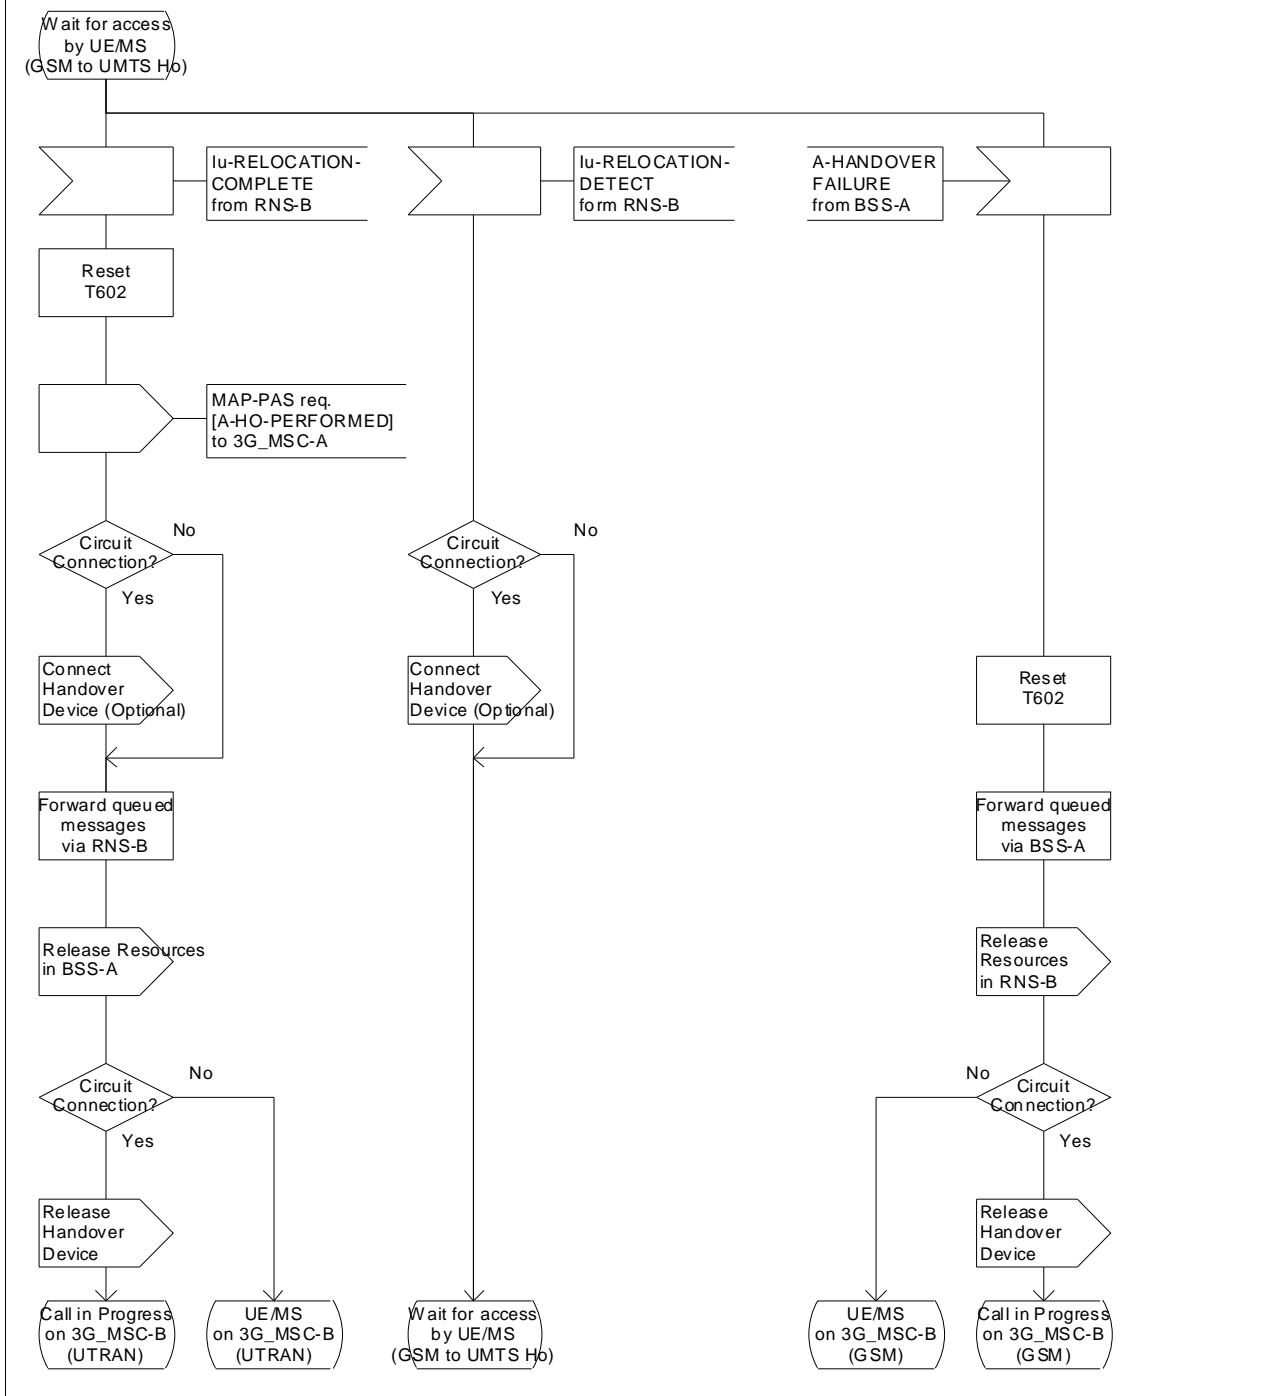 Wait for access
by UE/MS
(GSM to UMTS Ho)
Iu-RELOCATION-
COMPLETE
from RNS-B
Iu-RELOCATION-
DETECT
form RNS-B
A-HANDOVER
FAILURE
from BSS-A
Reset
T602
MAP-PAS req.
[A-HO-PERFORMED]
to 3G_MSC-A
No
Circuit
Connection?
Yes
No
Circuit
Connection?
Yes
Connect
Handover
Device (Optional)
Connect
Handover
Device (Optional)
Reset
T602
Forward queued
messages
via RNS-B
Forward queued
messages
via BSS-A
Release Resources
in BSS-A
Release
Resources
in RNS-B
No
Circuit
Connection?
Yes
No
Circuit
Connection?
Yes
Release
Handover
Device
Release
Handover
Device
Call in Progress
on 3G_MSC-B
(UTRAN)
UE/MS
on 3G_MSC-B
(UTRAN)
Wait for access
by UE/MS
(GSM to UMTS Ho)
UE/MS
on 3G_MSC-B
(GSM)
Call in Progress
on 3G_MSC-B
(GSM)